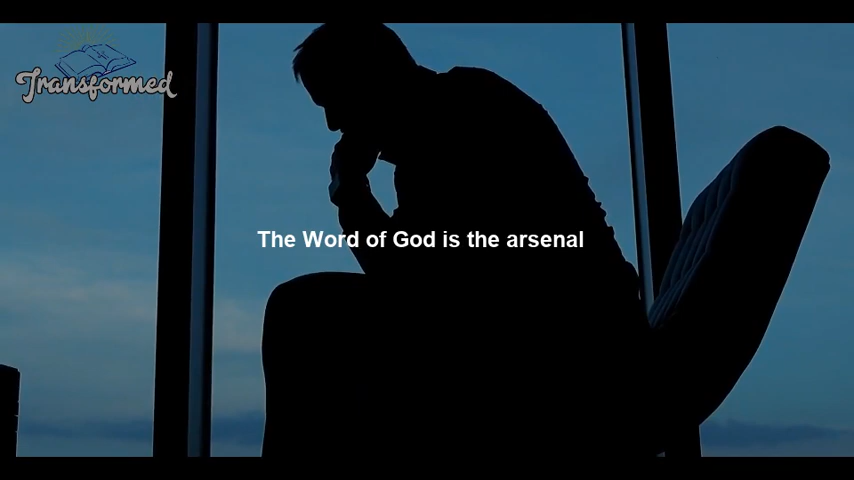 Transformed
The Word of God is the arsenal